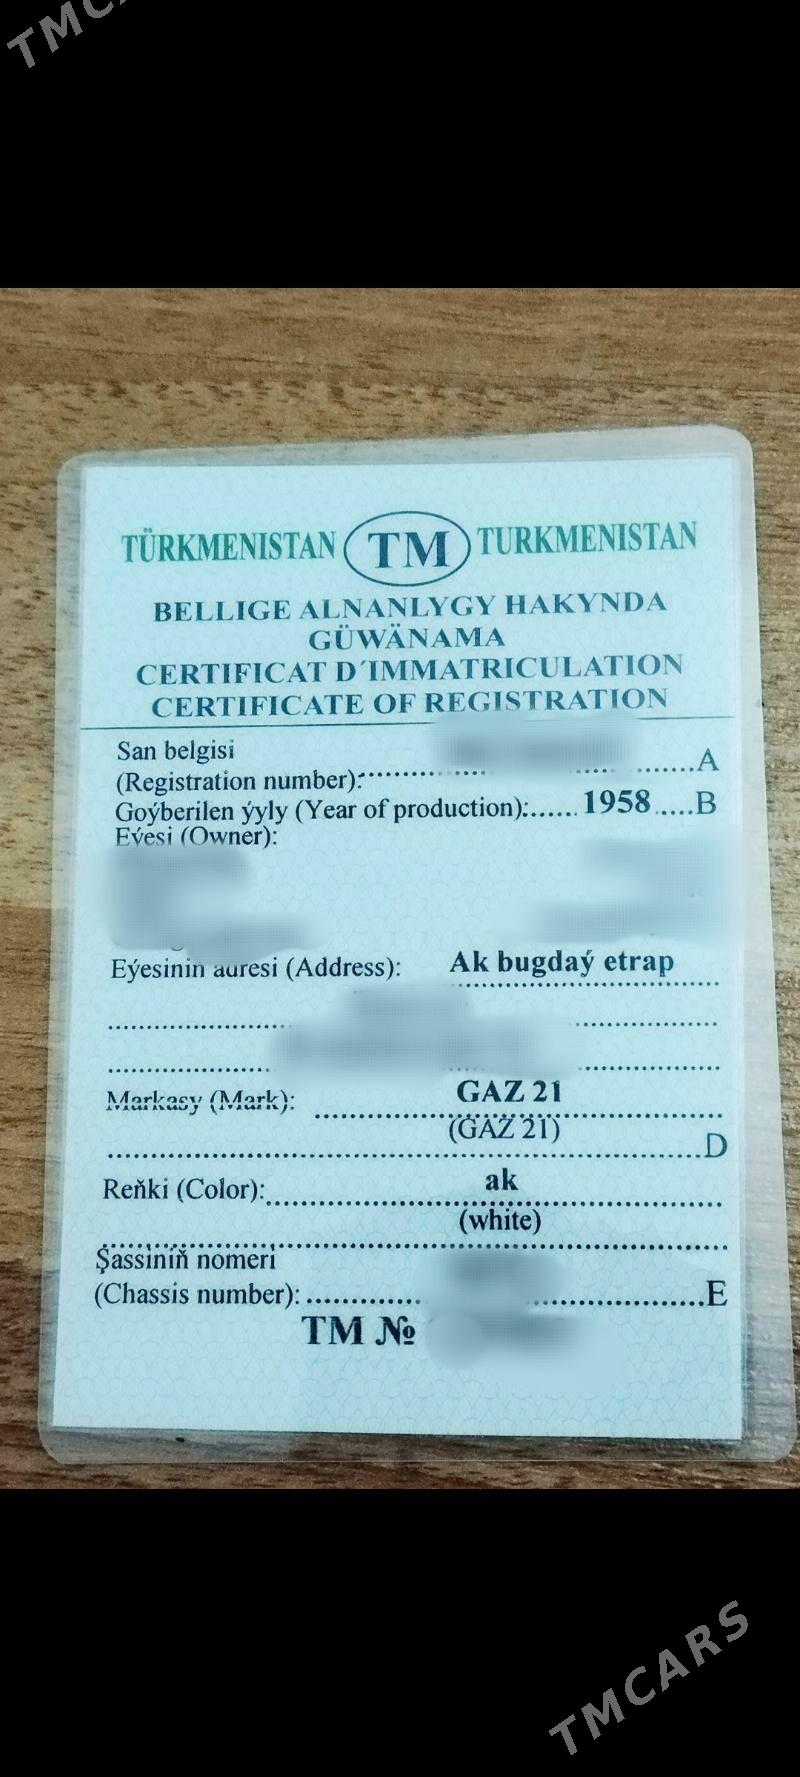 TMCARS
TÜRKMENISTAN TM TURKMENISTAN
BELLIGE ALNANLYGY HAKYNDA
GÜWÄNAMA
CERTIFICAT D´IMMATRICULATION
CERTIFICATE OF REGISTRATION
San belgisi
(Registration number):.......... A
Goýberilen ýyly (Year of production):......1958.....B
Eýesi (Owner):
Eýesinin adresi (Address): Ak bugdaý etrap
Markasy (Mark): GAZ 21
(GAZ 21)
D
Reňki (Color): ak
(white)
Şassiniň nomeri
(Chassis number): E
TM №
TMCARS